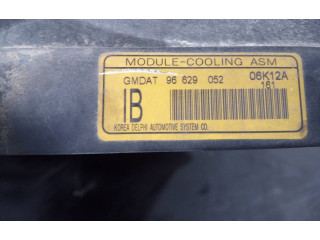 MODULE-COOLING ASM
GMDAT 96 629 052 06K12A
161
IB
KOREA DELPHI AUTOMOTIVE SYSTEM CO.